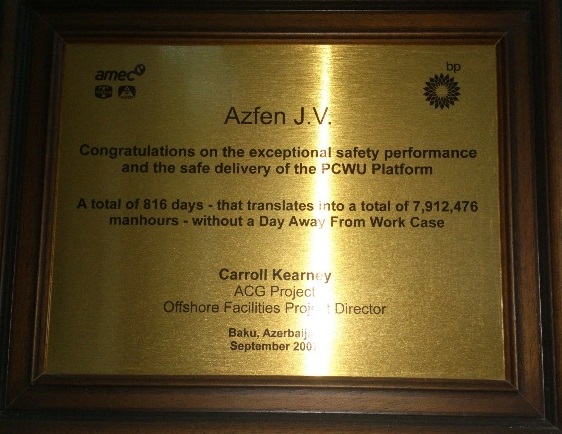 amec
bp
Azfen J.V.
Congratulations on the exceptional safety performance
and the safe delivery of the PCWU Platform
A total of 816 days - that translates into a total of 7,912,476
manhours - without a Day Away From Work Case
Carroll Kearney
ACG Project
Offshore Facilities Project Director
Baku,
September